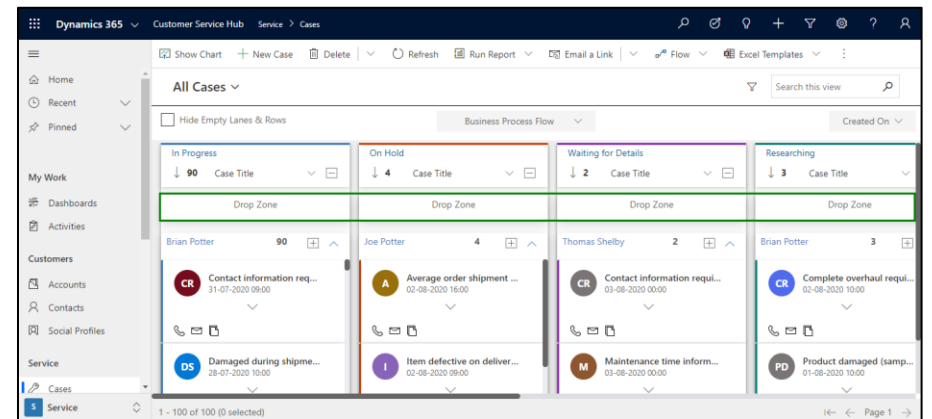 Dynamics 365 Customer Service Hub Service > Cases
Show Chart New Case Delete Refresh Run Report Email a Link Flow Excel Templates
Home
Recent
Pinned
My Work
Dashboards
Activities
Customers
Accounts
Contacts
Social Profiles
Service
Cases
S Service
All Cases
Search this view
Hide Empty Lanes & Rows Business Process Flow Created On
In Progress On Hold Waiting for Details Researching
90 Case Title 4 Case Title 2 Case Title 3 Case Title
Drop Zone Drop Zone Drop Zone Drop Zone
Brian Potter 90 Joe Potter 4 Thomas Shelby 2 Brian Potter 3
CR Contact information req... A Average order shipment ... CR Contact information requi... CR Complete overhaul requi...
31-07-2020 09:00 02-08-2020 16:00 03-08-2020 00:00 02-08-2020 10:00
DS Damaged during shipme... I Item defective on deliver... M Maintenance time inform... PD Product damaged (samp...
28-07-2020 10:00 02-08-2020 09:00 03-08-2020 00:00 01-08-2020 10:00
1 - 100 of 100 (0 selected) Page 1